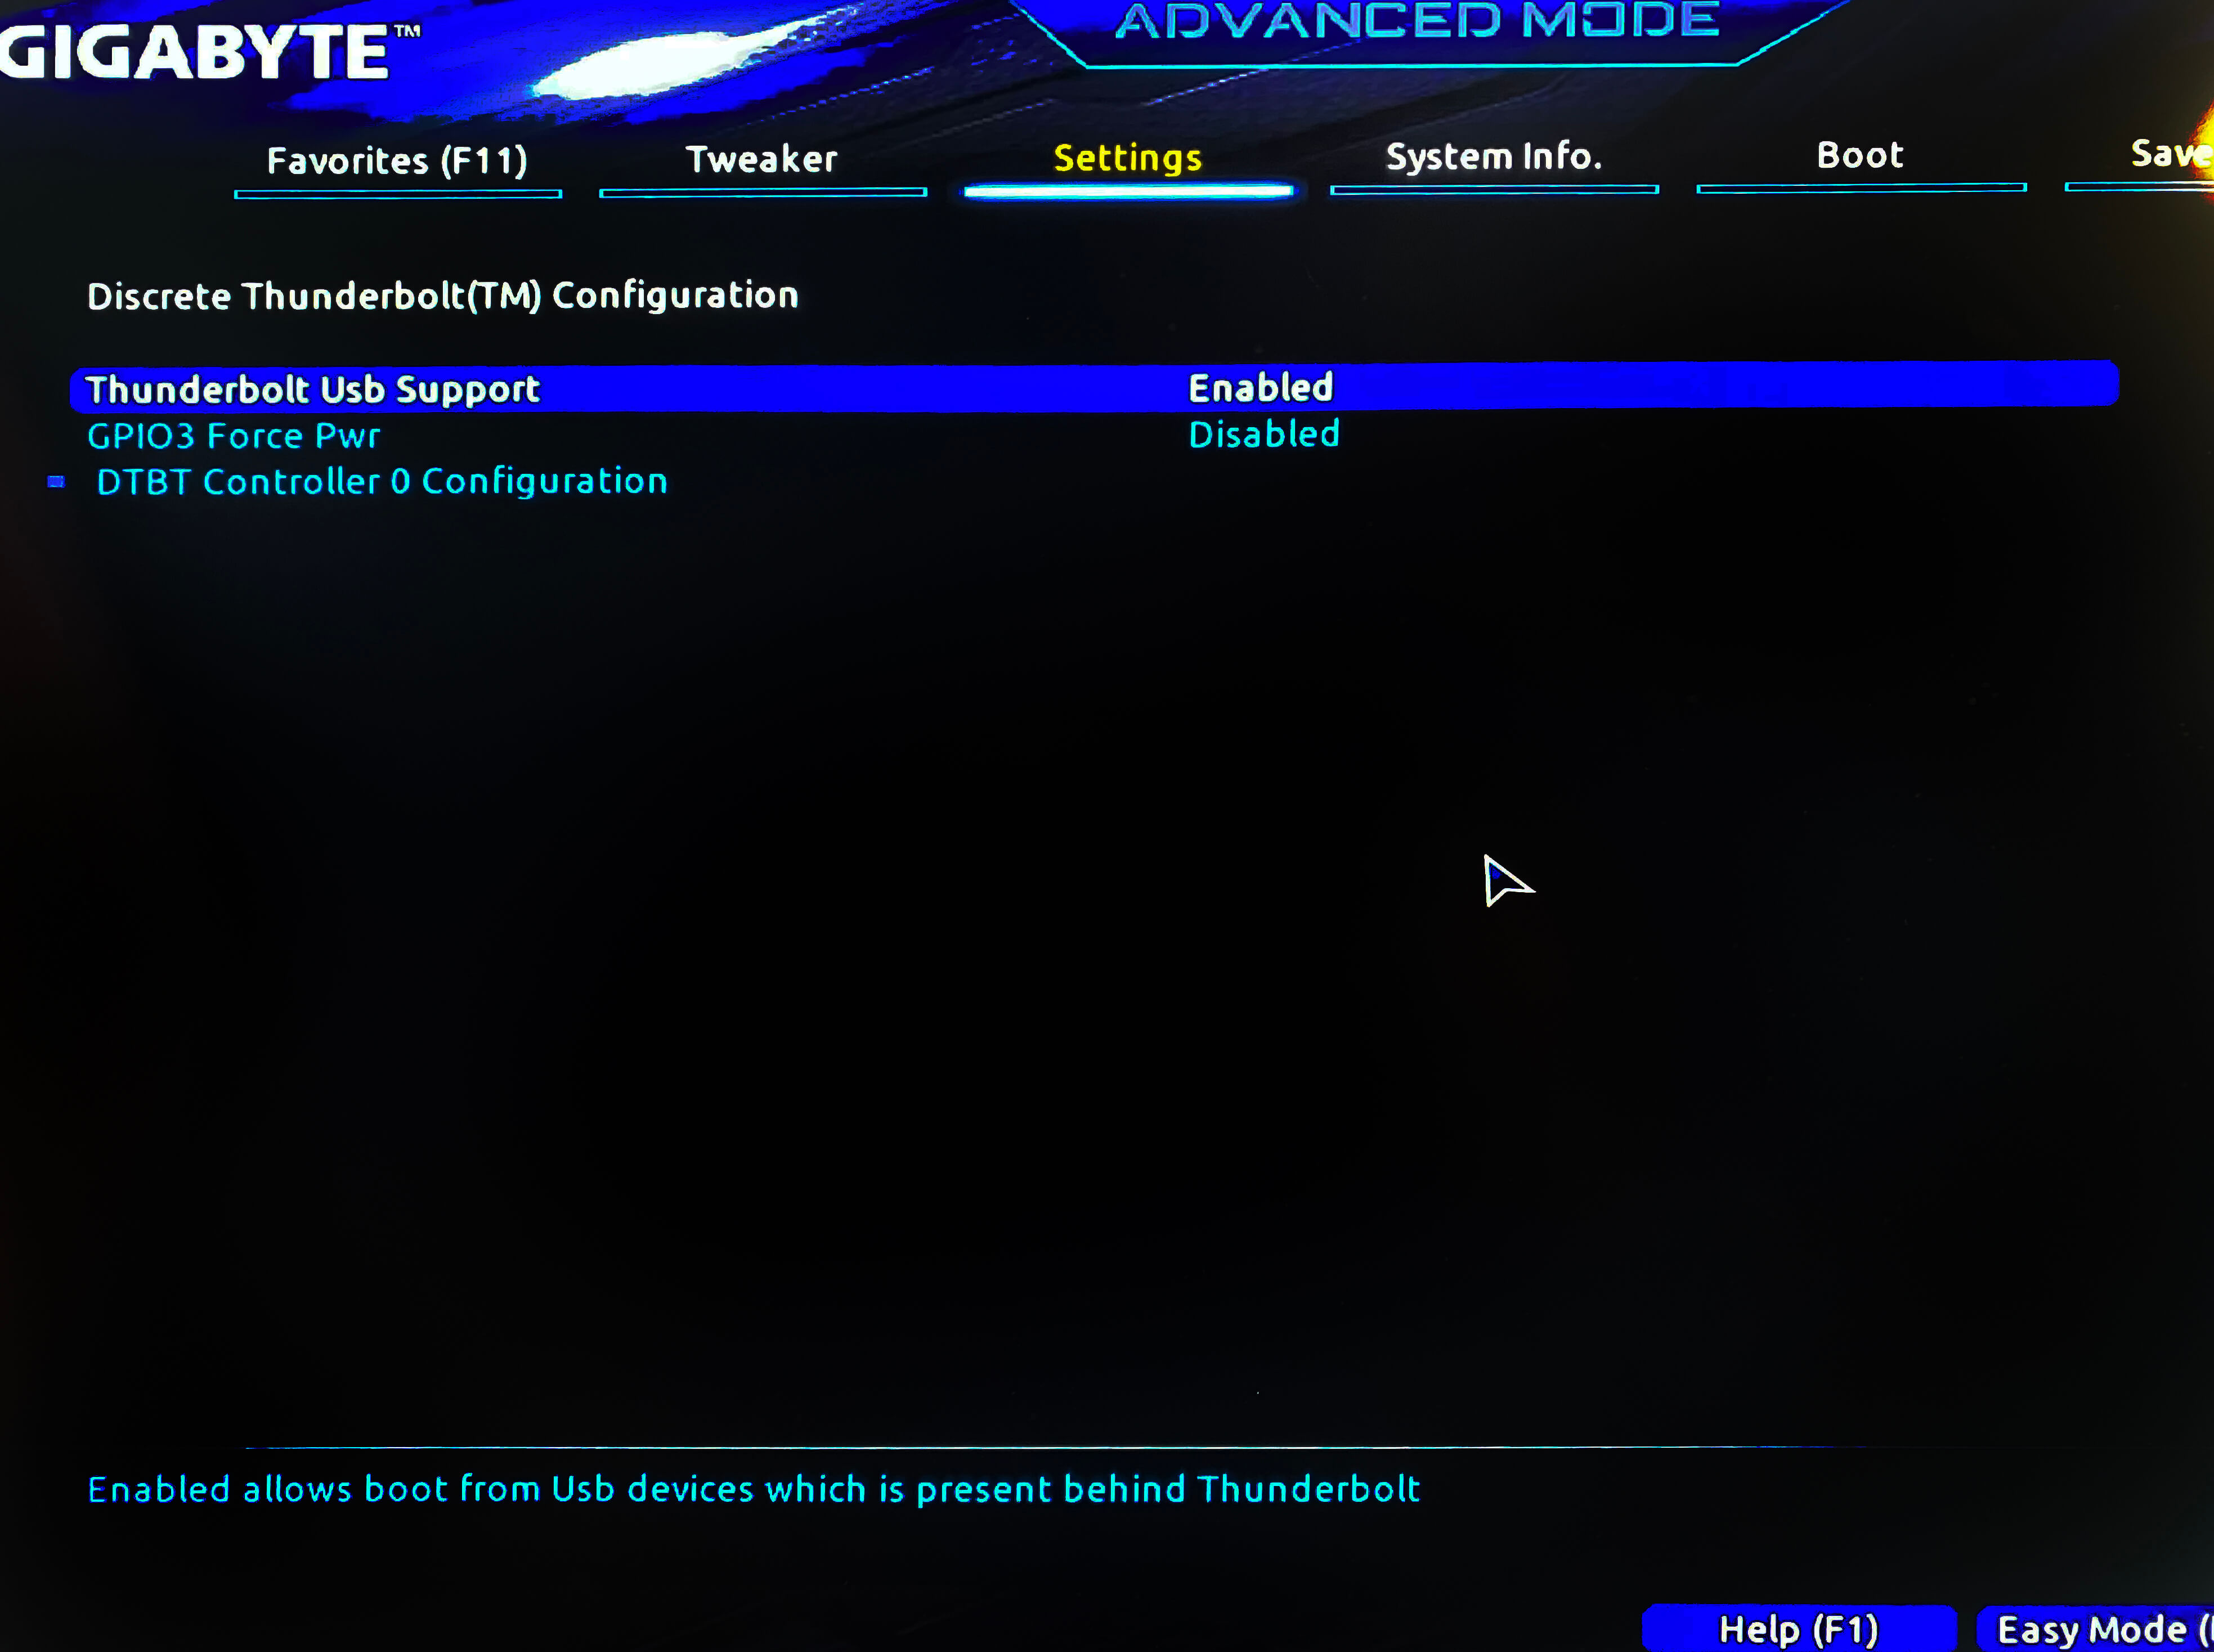 GIGABYTE™
ADVANCED MODE
Favorites (F11) Tweaker Settings System Info. Boot Save
Discrete Thunderbolt(TM) Configuration
Thunderbolt Usb Support Enabled
GPIO3 Force Pwr Disabled
DTBT Controller 0 Configuration
Enabled allows boot from Usb devices which is present behind Thunderbolt
Help (F1) Easy Mode (